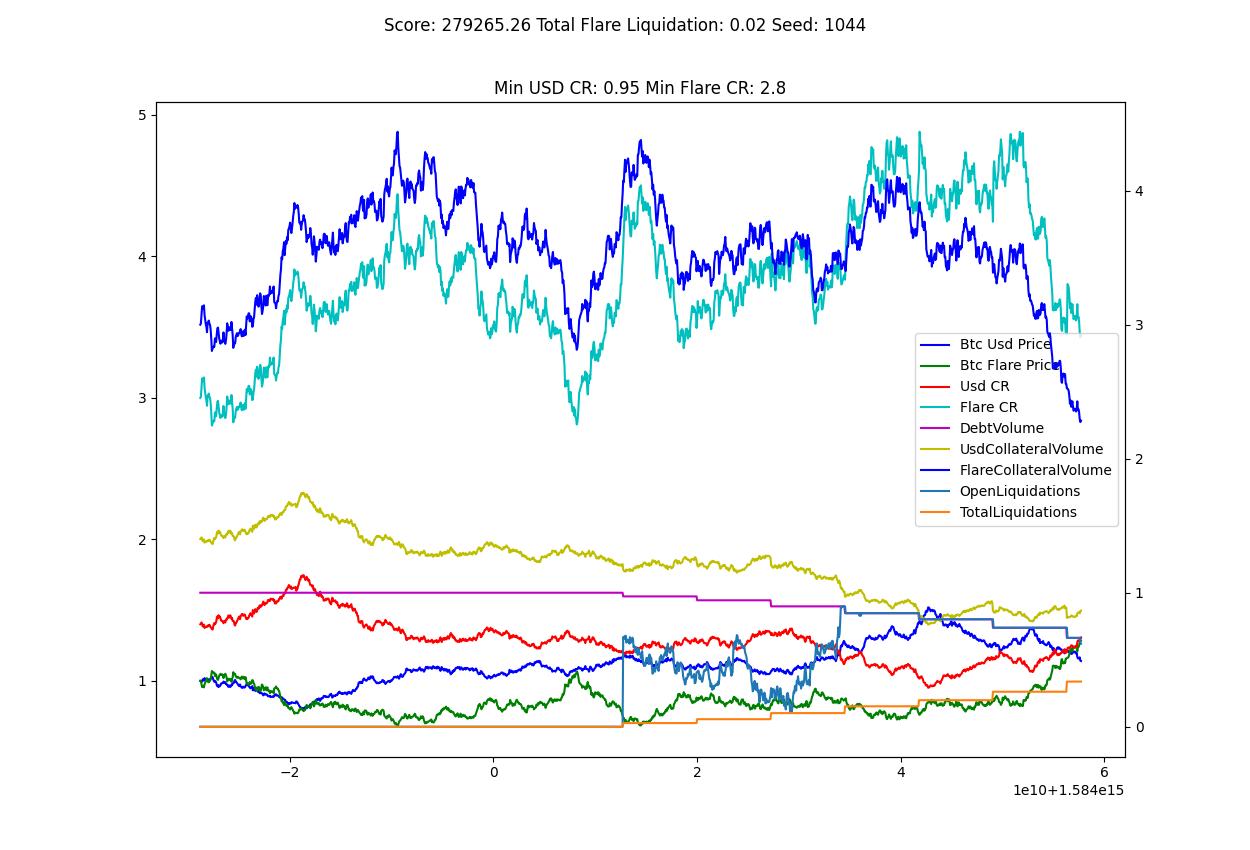 Score: 279265.26 Total Flare Liquidation: 0.02 Seed: 1044
Min USD CR: 0.95 Min Flare CR: 2.8
5
4
3
2
1
4
3
2
1
0
Btc Usd Price
Btc Flare Price
Usd CR
Flare CR
DebtVolume
UsdCollateralVolume
FlareCollateralVolume
OpenLiquidations
TotalLiquidations
−2 0 2 4 6
1e10+1.584e15